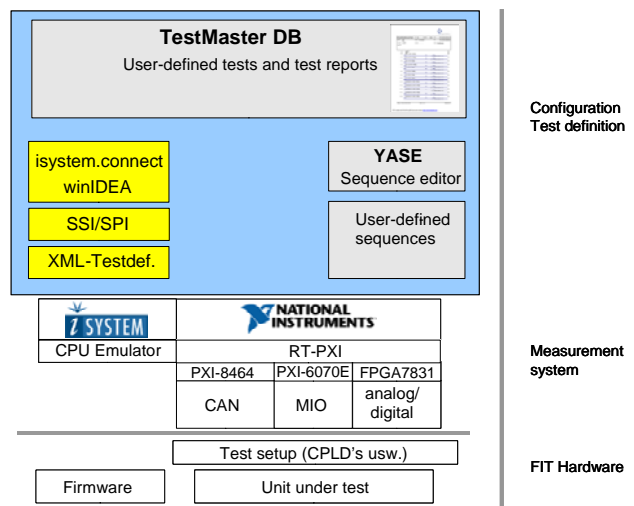 TestMaster DB
User-defined tests and test reports
Configuration
Test definition
isystem.connect
winIDEA
YASE
Sequence editor
SSI/SPI
User-defined
sequences
XML-Testdef.
i SYSTEM
NATIONAL
INSTRUMENTS
CPU Emulator
RT-PXI
Measurement
system
PXI-8464
PXI-6070E
FPGA7831
CAN
MIO
analog/
digital
Test setup (CPLD's usw.)
FIT Hardware
Firmware
Unit under test